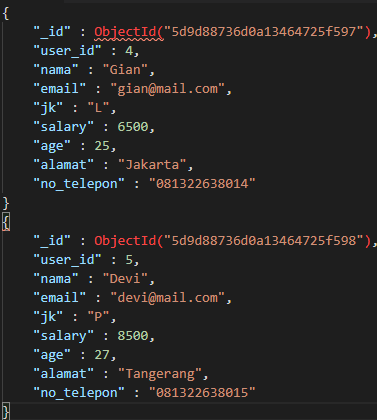 {
"_id" : ObjectId("5d9d88736d0a13464725f597"),
"user_id" : 4,
"nama" : "Gian",
"email" : "gian@mail.com",
"jk" : "L",
"salary" : 6500,
"age" : 25,
"alamat" : "Jakarta",
"no_telepon" : "081322638014"
}
{
"_id" : ObjectId("5d9d88736d0a13464725f598"),
"user_id" : 5,
"nama" : "Devi",
"email" : "devi@mail.com",
"jk" : "P",
"salary" : 8500,
"age" : 27,
"alamat" : "Tangerang",
"no_telepon" : "081322638015"
}